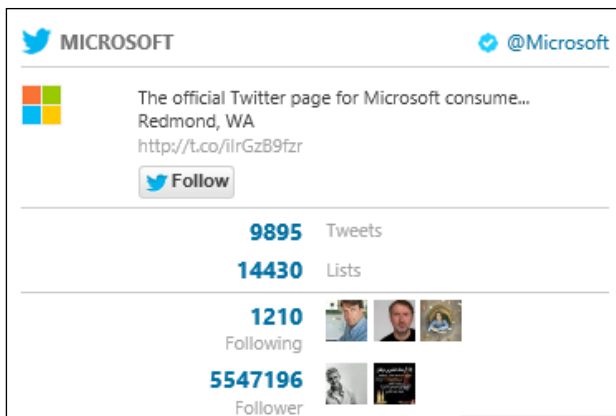 MICROSOFT @Microsoft
The official Twitter page for Microsoft consume...
Redmond, WA
http://t.co/iIrGzB9fzr
Follow
9895 Tweets
14430 Lists
1210
Following
5547196
Follower